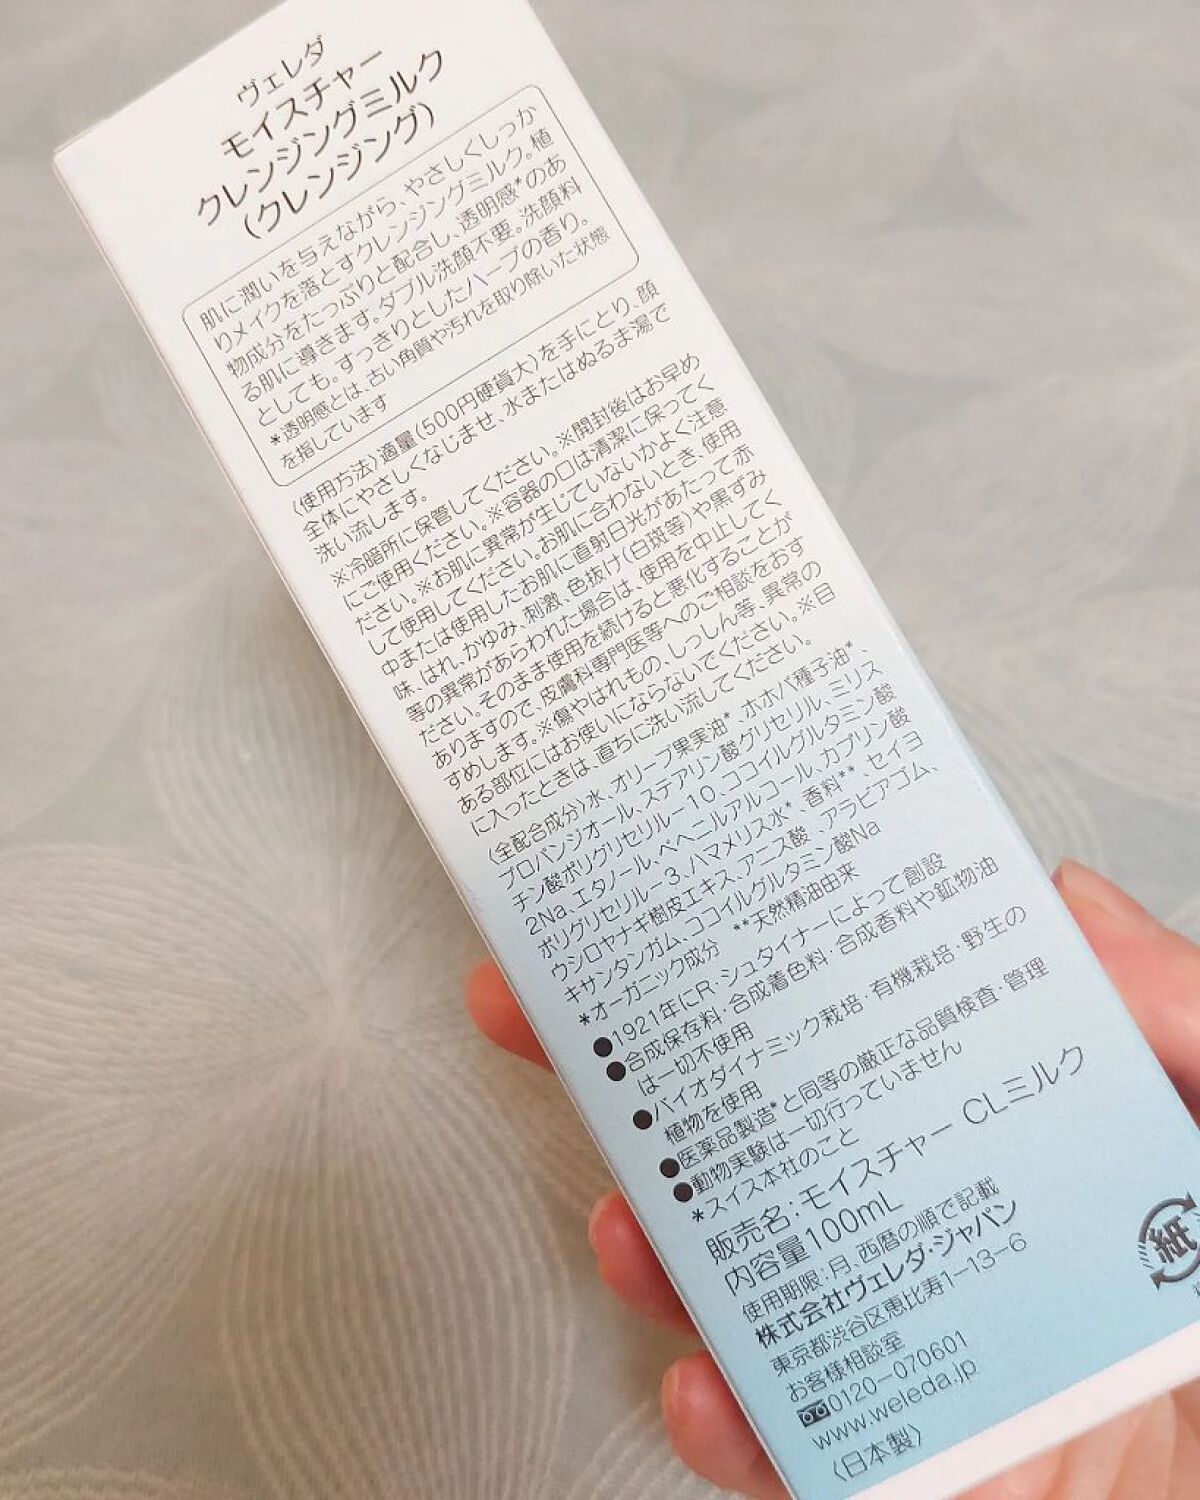 ヴェレダ
モイスチャー
クレンジングミルク
(クレンジング)
肌に潤いを与えながら、やさしくしっか
りメイクを落とすクレンジングミルク。植
物成分をたっぷりと配合し、透明感*のあ
る肌に導きます。ダブル洗顔不要。洗顔料
としても。すっきりとしたハーブの香り。
*透明感とは、古い角質や汚れを取り除いた状態
を指しています
〈使用方法〉適量(500円硬貨大)を手にとり、顔
全体にやさしくなじませ、水またはぬるま湯で
洗い流します。
※冷暗所に保管してください。※開封後はお早め
にご使用ください。※容器の口は清潔に保ってく
ださい。※お肌に異常が生じていないかよく注意
して使用してください。お肌に合わないとき、使用
中または使用したお肌に直射日光があたって赤
味、はれ、かゆみ、刺激、色抜け(白斑等)や黒ずみ
等の異常があらわれた場合は、使用を中止してく
ださい。そのまま使用を続けると悪化することが
ありますので、皮膚科専門医等へのご相談をおす
すめします。※傷やはれもの、しっしん等、異常の
ある部位にはお使いにならないでください。※目
に入ったときは、直ちに洗い流してください。
〈全配合成分〉水、オリーブ果実油*、ホホバ種子油*、
プロパンジオール、ステアリン酸グリセリル、ミリス
チン酸ポリグリセリル－10、ココイルグルタミン酸
2Na、エタノール、ベヘニルアルコール、カプリン酸
ポリグリセリル－3、ハマメリス水*、香料**、セイヨ
ウシロヤナギ樹皮エキス、アニス酸、アラビアゴム、
キサンタンガム、ココイルグルタミン酸Na
*オーガニック成分 **天然精油由来
●1921年にR・シュタイナーによって創設
●合成保存料・合成着色料・合成香料や鉱物油
は一切不使用
●バイオダイナミック栽培・有機栽培・野生の
植物を使用
●医薬品製造*と同等の厳正な品質検査・管理
●動物実験は一切行っていません
*スイス本社のこと
販売名:モイスチャー CLミルク
内容量100mL
使用期限:月、西暦の順で記載
株式会社ヴェレダ・ジャパン
東京都渋谷区恵比寿1-13-6
お客様相談室
0120-070601
www.weleda.jp
〈日本製〉
紙